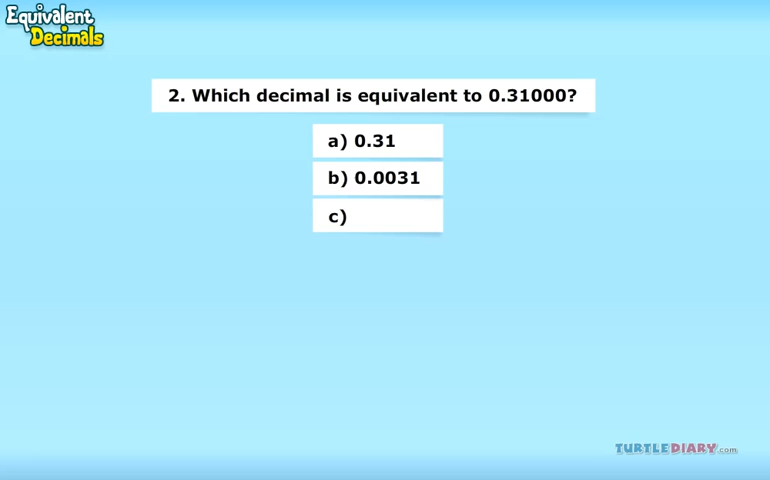 Equivalent
Decimals
2. Which decimal is equivalent to 0.31000?
a) 0.31
b) 0.0031
c)
TURTLEDIARY.com